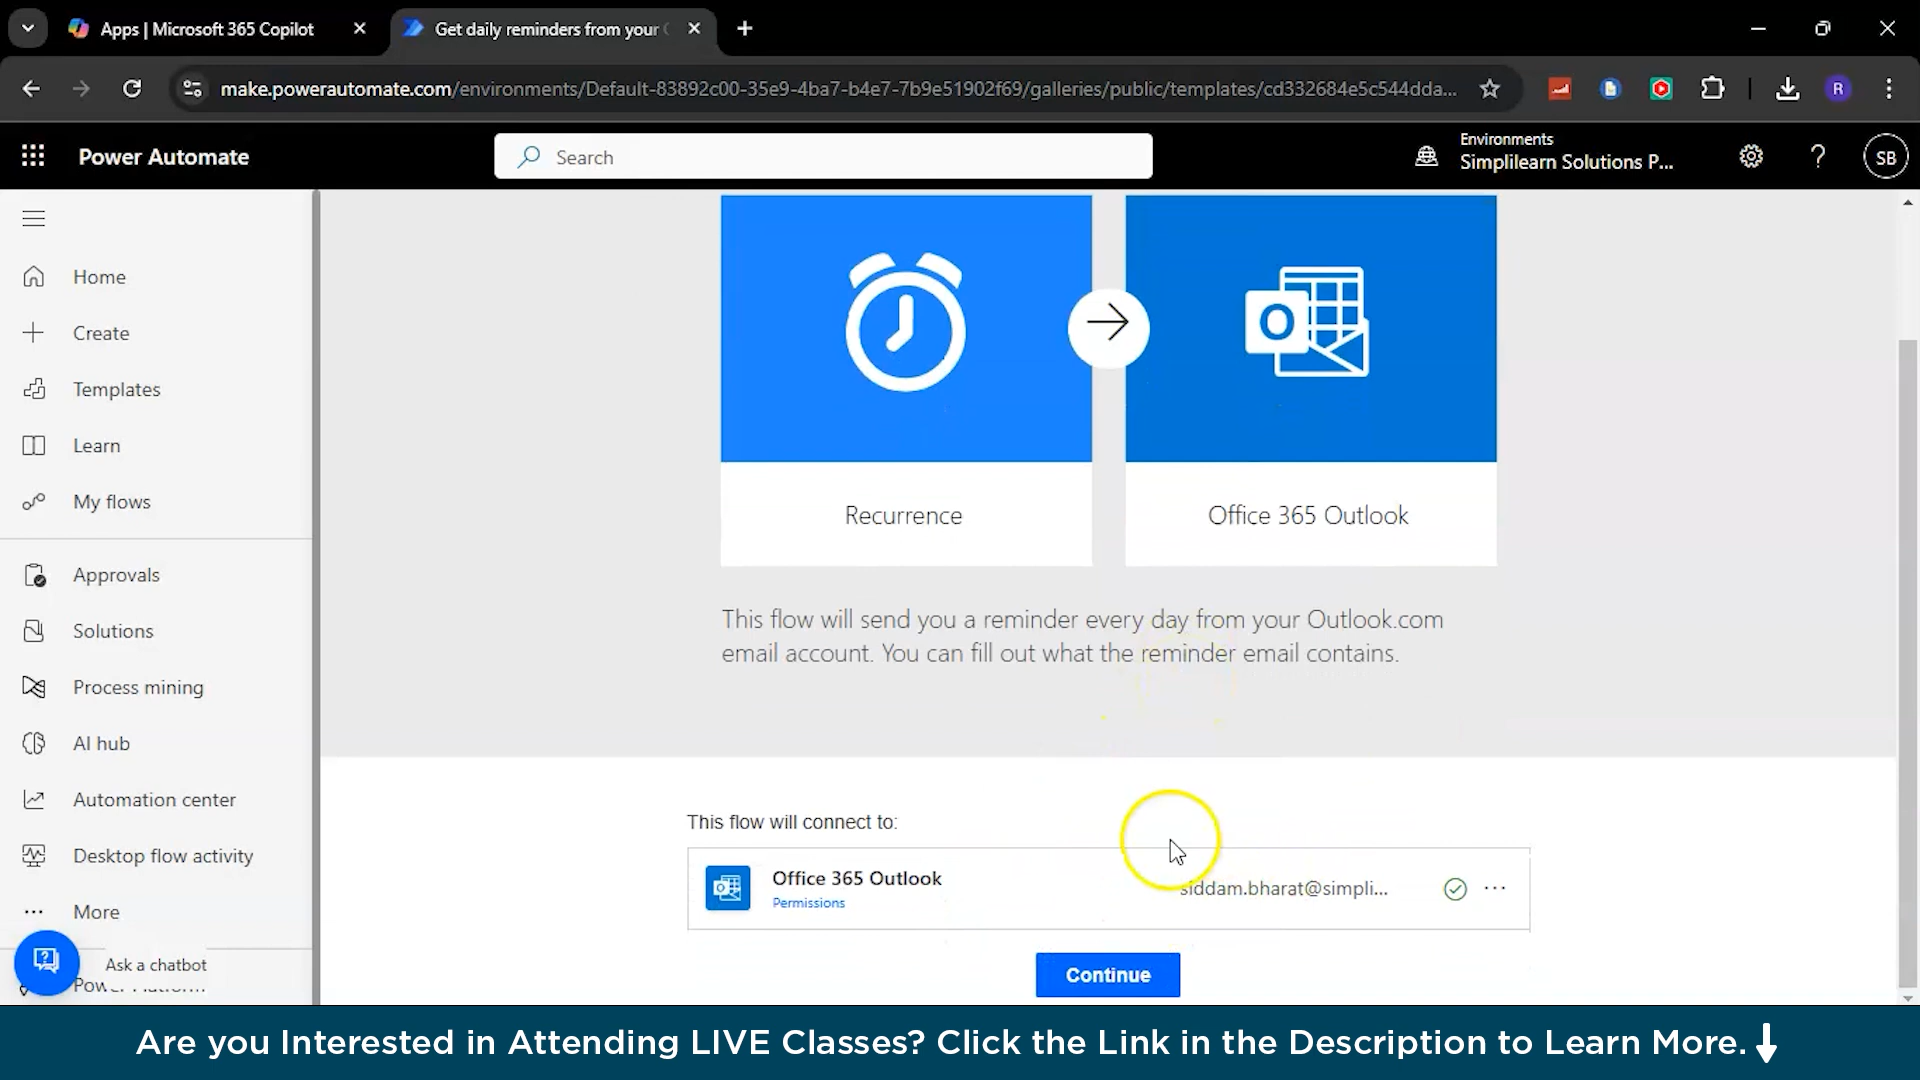 Apps | Microsoft 365 Copilot
Get daily reminders from your
make.powerautomate.com/environments/Default-83892c00-35e9-4ba7-b4e7-7b9e51902f69/galleries/public/templates/cd332684e5c544dda...
R
Power Automate
Search
Environments
Simplilearn Solutions P...
SB
Home
Create
Templates
Learn
My flows
Approvals
Solutions
Process mining
AI hub
Automation center
Desktop flow activity
More
Ask a chatbot
Recurrence
Office 365 Outlook
This flow will send you a reminder every day from your Outlook.com
email account. You can fill out what the reminder email contains.
This flow will connect to:
Office 365 Outlook
Permissions
siddam.bharat@simpli...
Continue
Are you Interested in Attending LIVE Classes? Click the Link in the Description to Learn More.